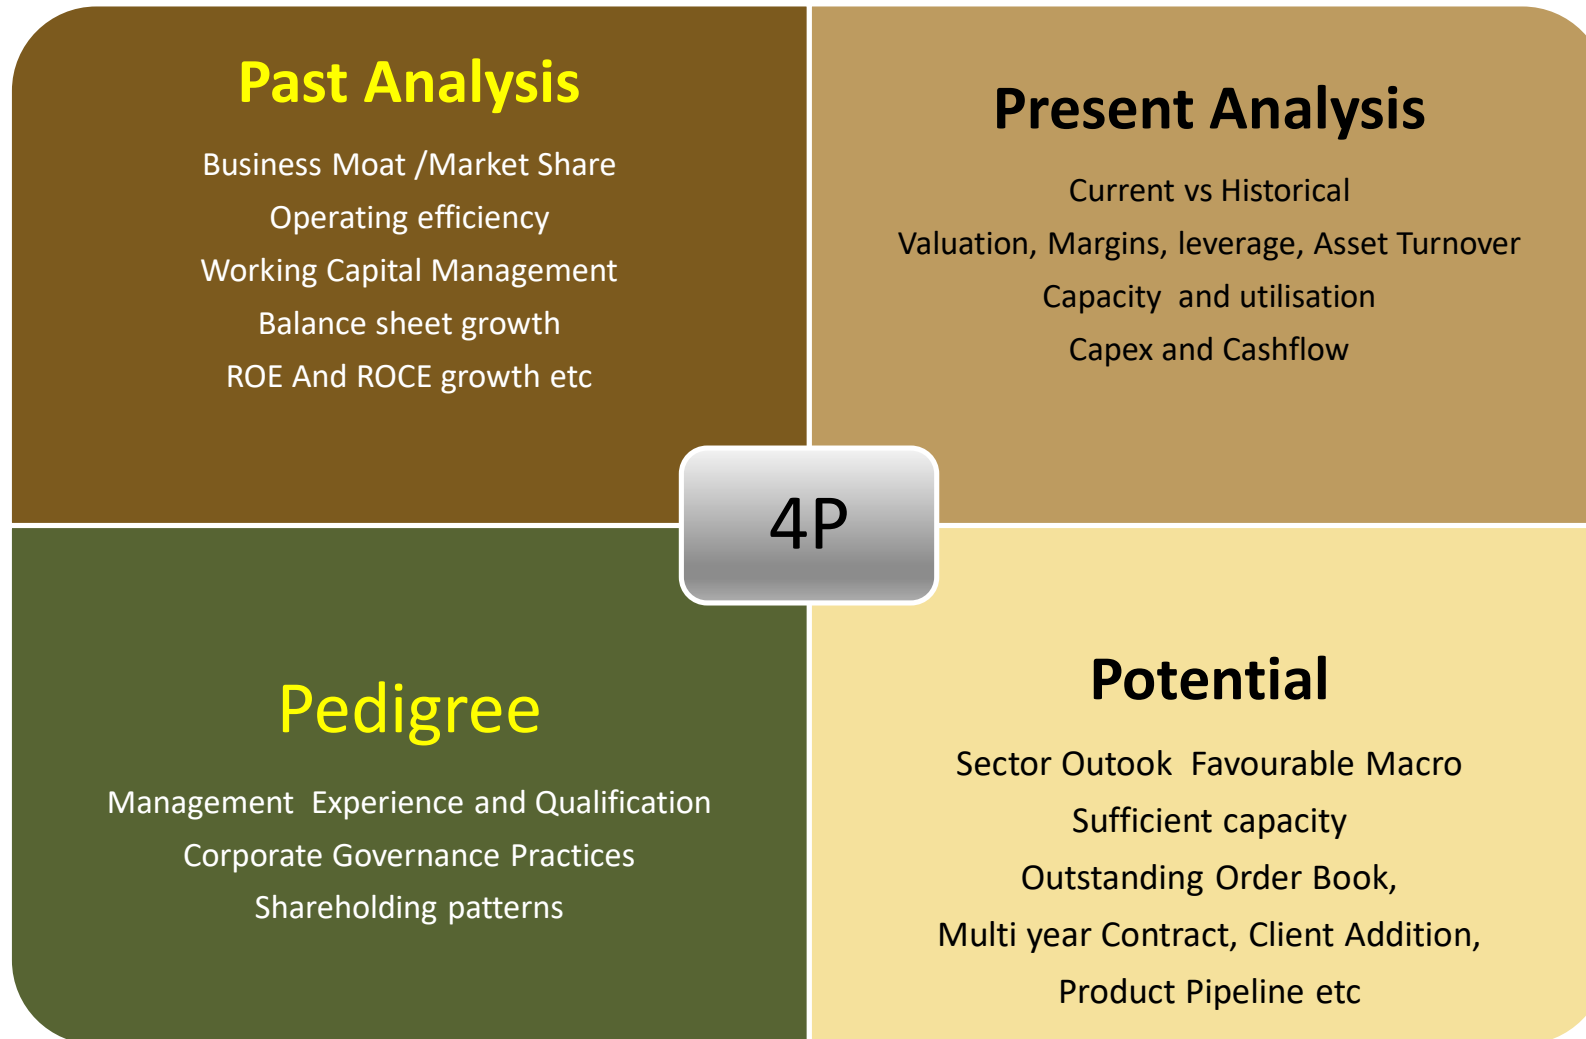 Past Analysis
Business Moat /Market Share
Operating efficiency
Working Capital Management
Balance sheet growth
ROE And ROCE growth etc
Present Analysis
Current vs Historical
Valuation, Margins, leverage, Asset Turnover
Capacity  and utilisation
Capex and Cashflow
4P
Pedigree
Management  Experience and Qualification
Corporate Governance Practices
Shareholding patterns
Potential
Sector Outook  Favourable Macro
Sufficient capacity
Outstanding Order Book,
Multi year Contract, Client Addition,
Product Pipeline etc